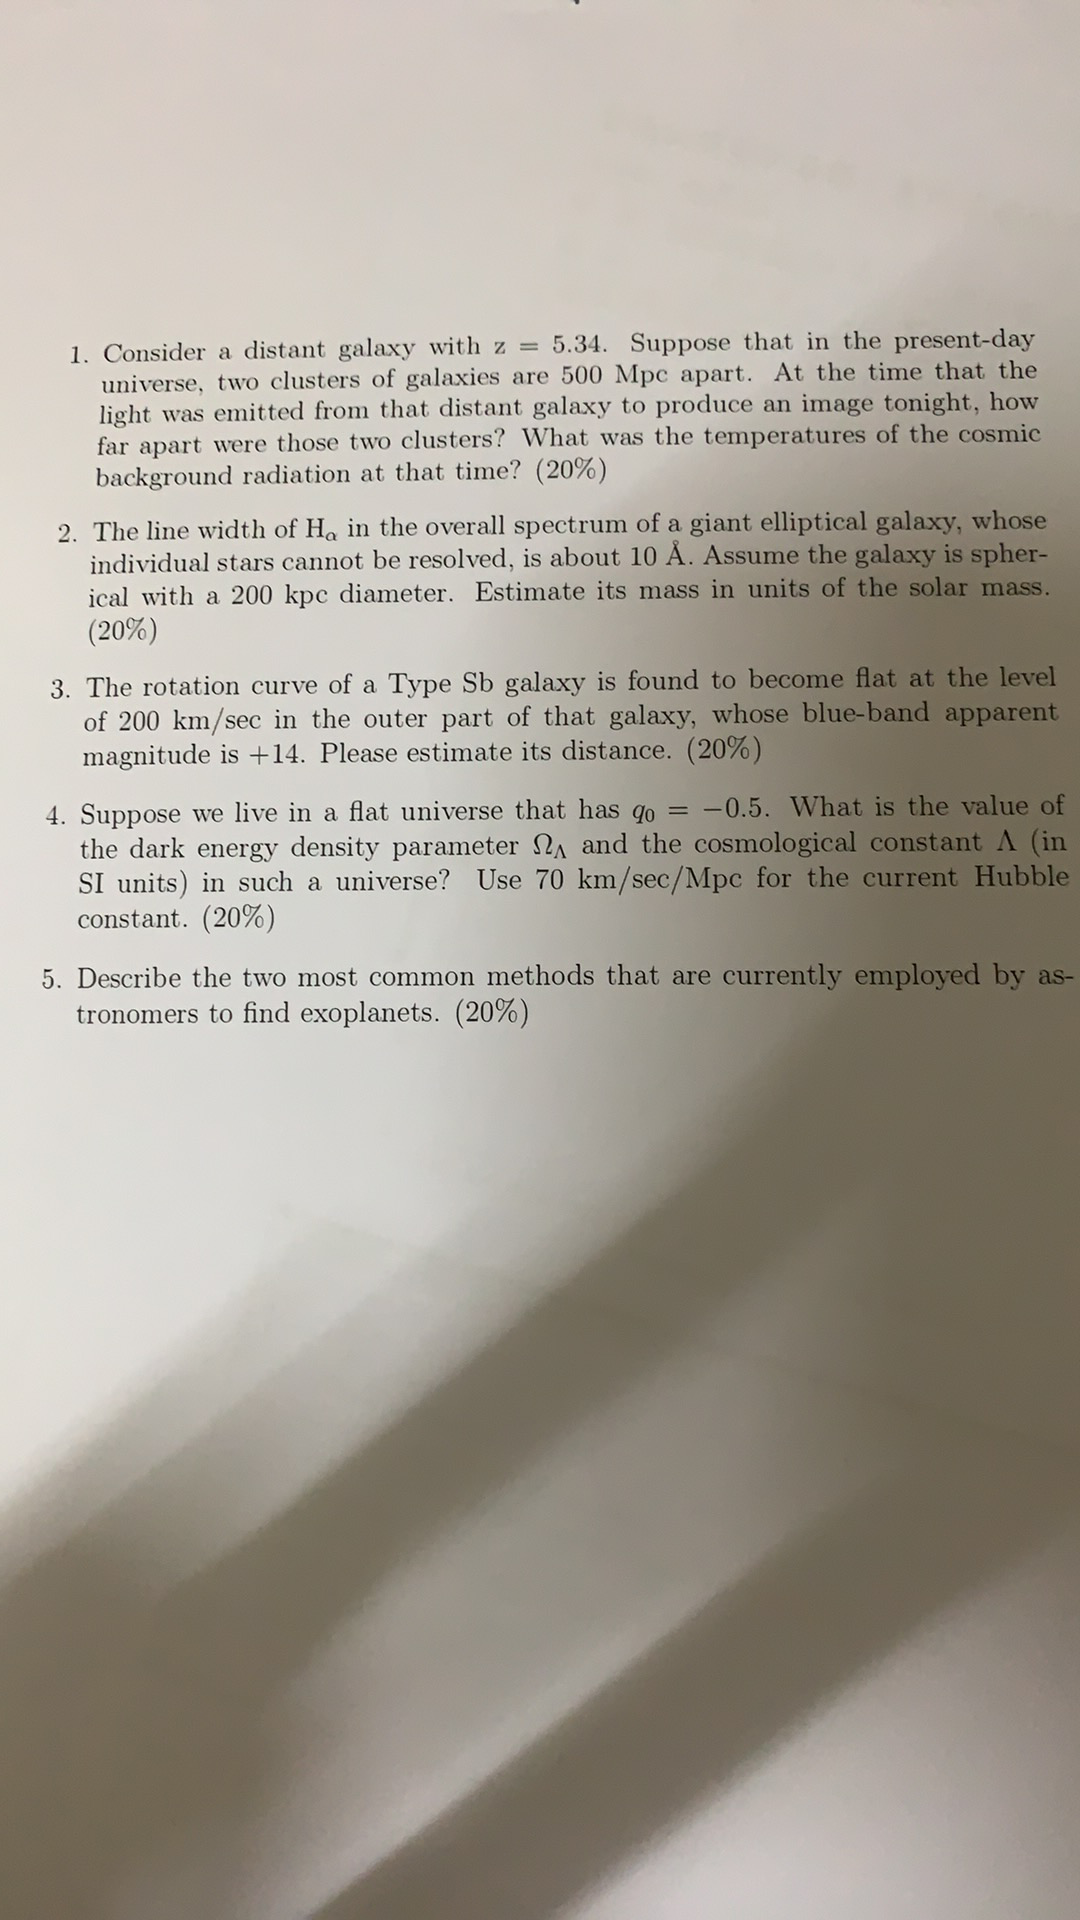 1. Consider a distant galaxy with z = 5.34. Suppose that in the present-day
universe, two clusters of galaxies are 500 Mpc apart. At the time that the
light was emitted from that distant galaxy to produce an image tonight, how
far apart were those two clusters? What was the temperatures of the cosmic
background radiation at that time? (20%)
2. The line width of Hα in the overall spectrum of a giant elliptical galaxy, whose
individual stars cannot be resolved, is about 10 Å. Assume the galaxy is spher-
ical with a 200 kpc diameter. Estimate its mass in units of the solar mass.
(20%)
3. The rotation curve of a Type Sb galaxy is found to become flat at the level
of 200 km/sec in the outer part of that galaxy, whose blue-band apparent
magnitude is +14. Please estimate its distance. (20%)
4. Suppose we live in a flat universe that has q₀ = −0.5. What is the value of
the dark energy density parameter Ω_Λ and the cosmological constant Λ (in
SI units) in such a universe? Use 70 km/sec/Mpc for the current Hubble
constant. (20%)
5. Describe the two most common methods that are currently employed by as-
tronomers to find exoplanets. (20%)